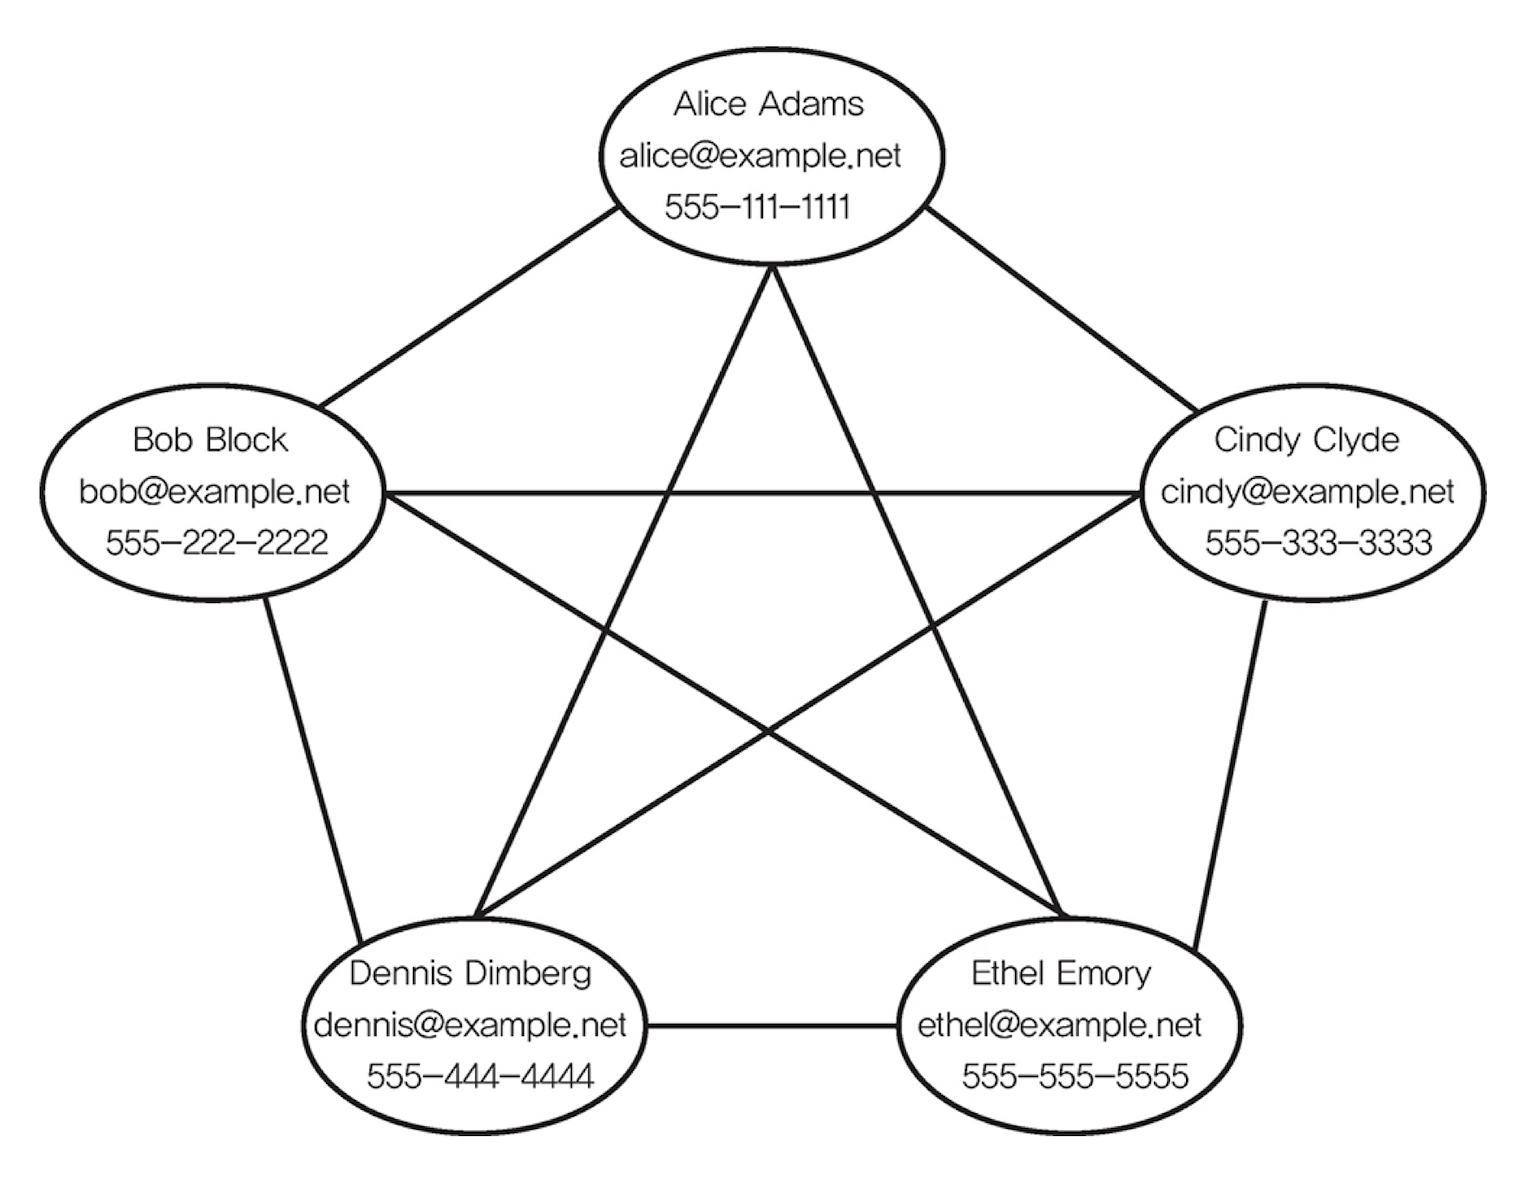 Alice Adams
alice@example.net
555-111-1111
Bob Block
bob@example.net
555-222-2222
Cindy Clyde
cindy@example.net
555-333-3333
Dennis Dimberg
dennis@example.net
555-444-4444
Ethel Emory
ethel@example.net
555-555-5555